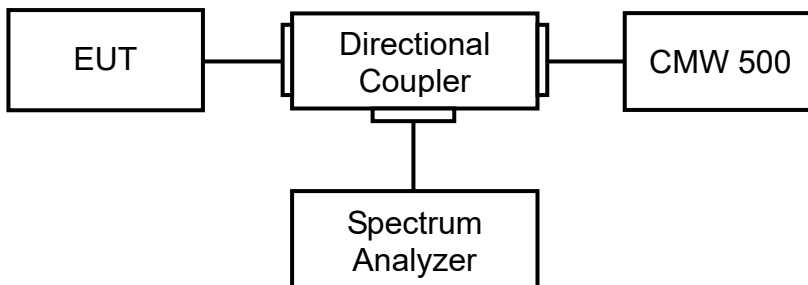 EUT
Directional
Coupler
CMW 500
Spectrum
Analyzer